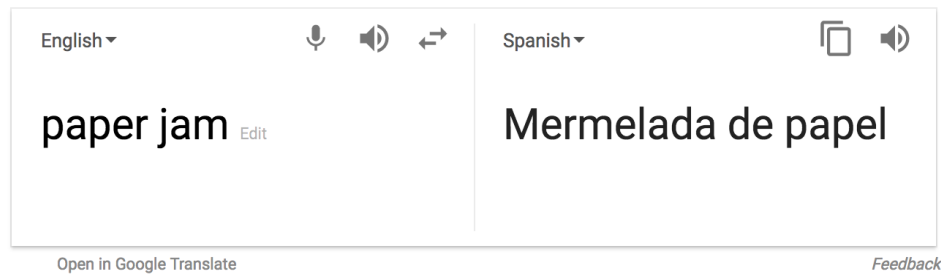 English
Spanish
paper jam Edit
Mermelada de papel
Open in Google Translate
Feedback